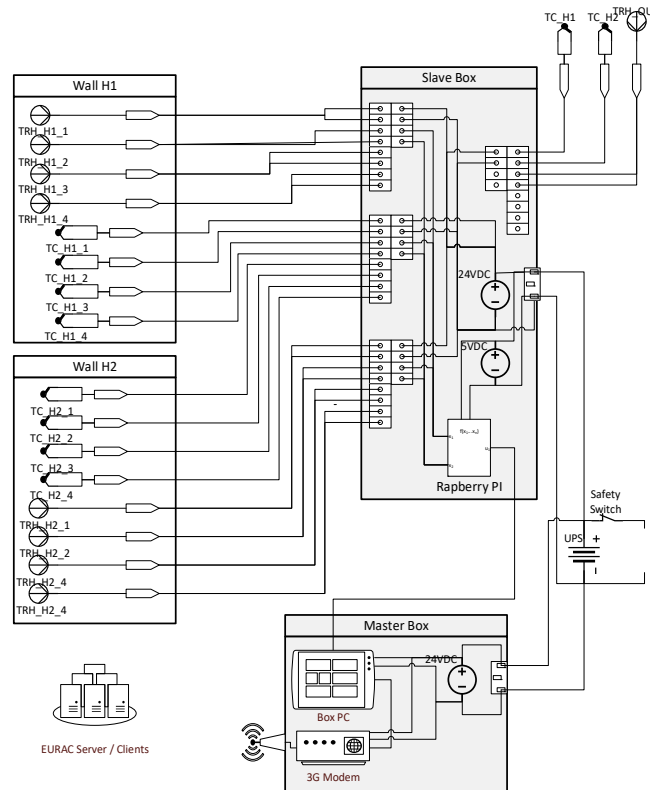 TC_H1
TC_H2
TRH_OU
Wall H1
Slave Box
TRH_H1_1
TRH_H1_2
TRH_H1_3
TRH_H1_4
TC_H1_1
TC_H1_2
TC_H1_3
TC_H1_4
24VDC
5VDC
Wall H2
TC_H2_1
TC_H2_2
TC_H2_3
TC_H2_4
TRH_H2_1
TRH_H2_2
TRH_H2_4
TRH_H2_4
Rapberry PI
Safety
Switch
UPS
Master Box
24VDC
Box PC
3G Modem
EURAC Server / Clients